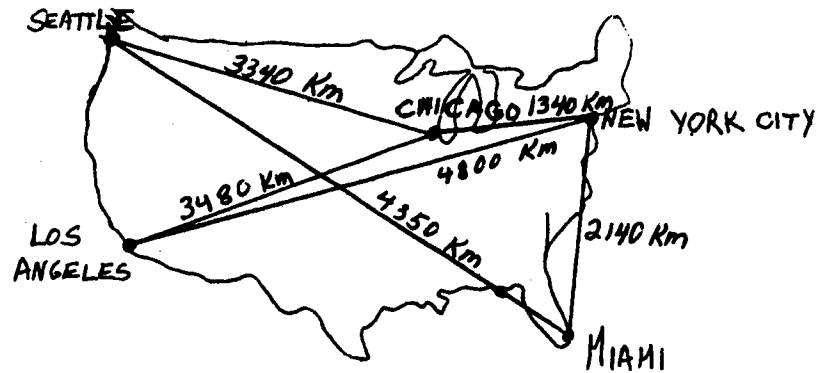 SEATTLE
3340 Km
CHICAGO
1340 Km
NEW YORK CITY
4800 Km
3480 Km
4350 Km
2140 Km
LOS
ANGELES
MIAMI